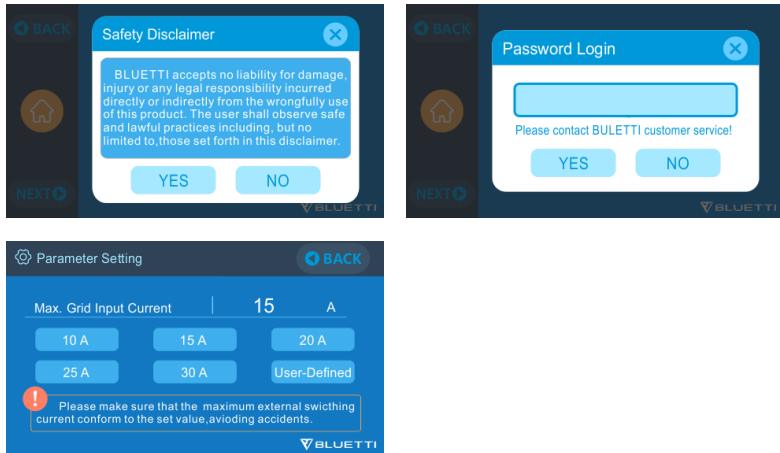 BACK
Safety Disclaimer
BLUETTI accepts no liability for damage,
injury or any legal responsibility incurred
directly or indirectly from the wrongfully use
of this product. The user shall observe safe
and lawful practices including, but no
limited to,those set forth in this disclaimer.
YES NO
NEXT
BLUETTI
BACK
Password Login
Please contact BULETTI customer service!
YES NO
NEXT
BLUETTI
Parameter Setting BACK
Max. Grid Input Current 15 A
10 A 15 A 20 A
25 A 30 A User-Defined
! Please make sure that the maximum external swicthing
current conform to the set value,avioding accidents.
BLUETTI